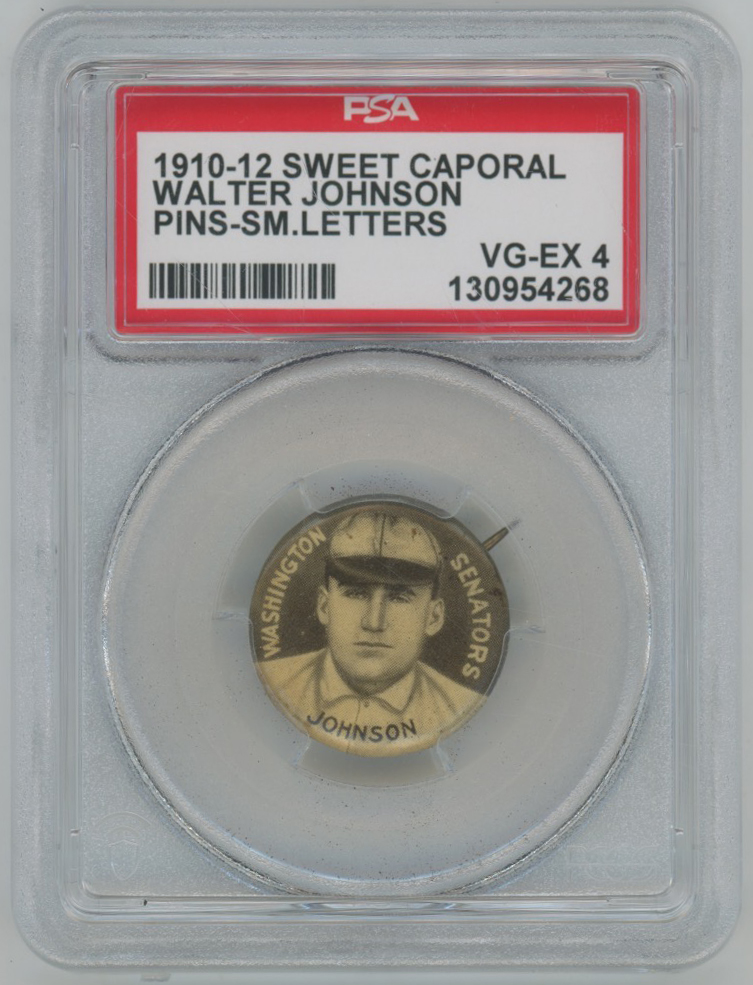 PSA
1910-12 SWEET CAPORAL
WALTER JOHNSON
PINS-SM.LETTERS
VG-EX 4
130954268
WASHINGTON
SENATORS
JOHNSON